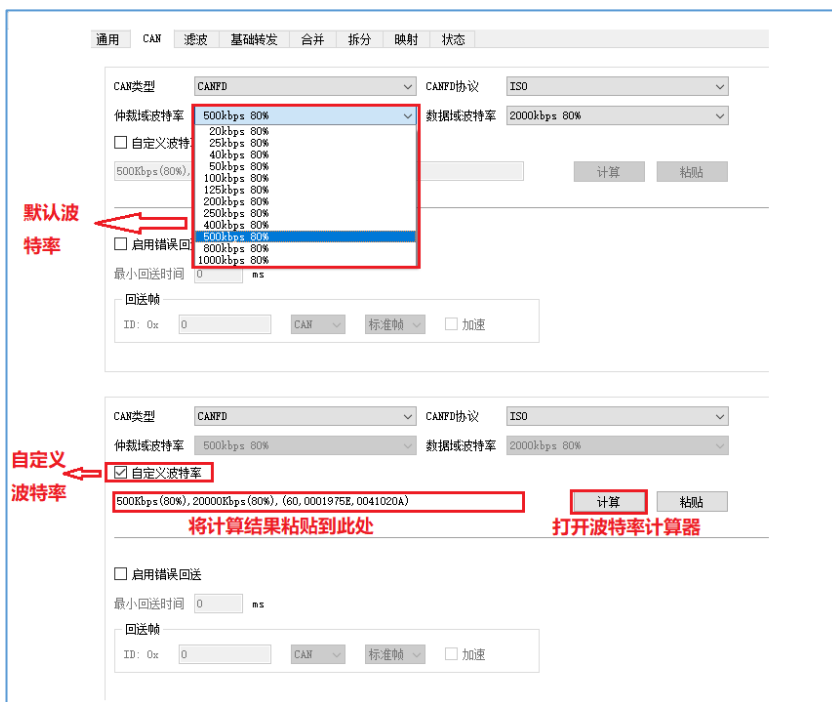 通用 CAN 滤波 基础转发 合并 拆分 映射 状态
CAN类型 CANFD CANFD协议 ISO
仲裁域波特率 500kbps 80% 数据域波特率 2000kbps 80%
20kbps 80%
自定义波特
25kbps 80%
40kbps 80%
50kbps 80%
500Kbps(80%), 计算 粘贴
100kbps 80%
125kbps 80%
200kbps 80%
250kbps 80%
400kbps 80%
500kbps 80%
800kbps 80%
1000kbps 80%
默认波
特率
启用错误回
最小回送时间 0 ms
回送帧
ID: 0x 0 CAN 标准帧 加速
CAN类型 CANFD CANFD协议 ISO
仲裁域波特率 500kbps 80% 数据域波特率 2000kbps 80%
自定义
波特率
自定义波特率
500Kbps(80%),20000Kbps(80%),(60,0001975E,0041020A) 计算 粘贴
将计算结果粘贴到此处 打开波特率计算器
启用错误回送
最小回送时间 0 ms
回送帧
ID: 0x 0 CAN 标准帧 加速